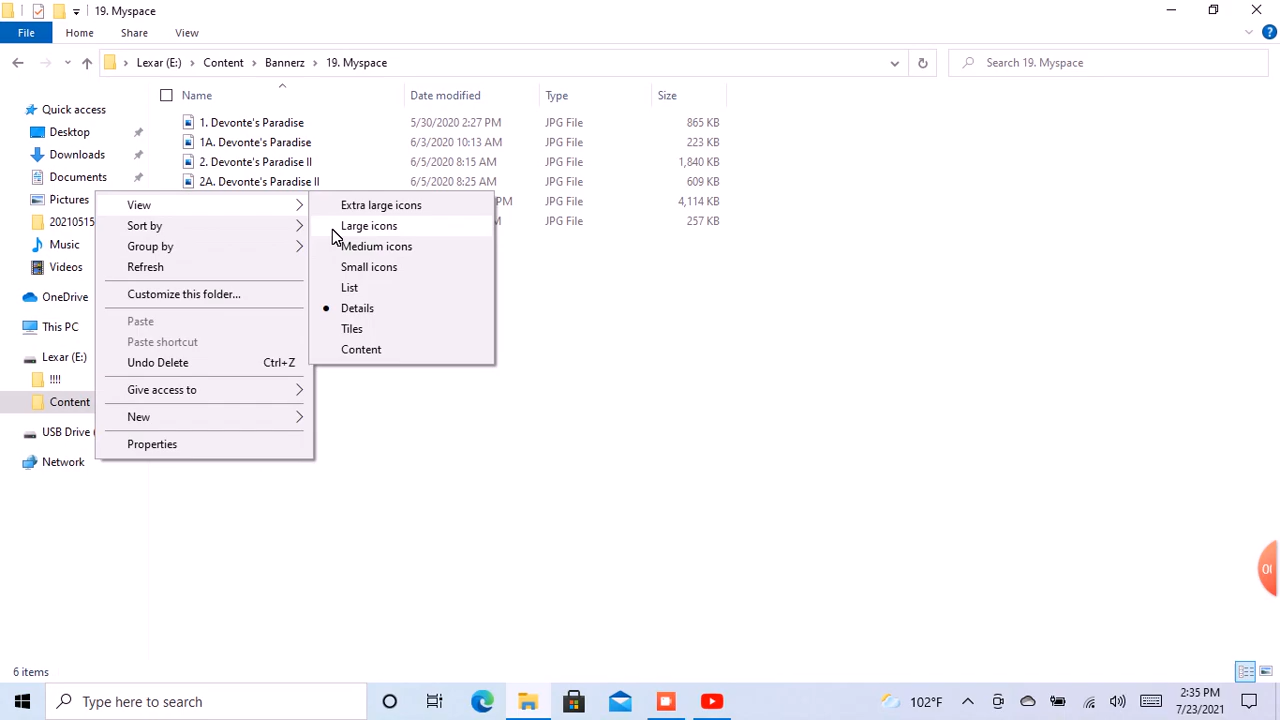 19. Myspace
File Home Share View
Lexar (E:) Content Bannerz 19. Myspace Search 19. Myspace
Name Date modified Type Size
Quick access
Desktop
Downloads
Documents
Pictures
20210515
Music
Videos
OneDrive
This PC
Lexar (E:)
!!!!
Content
USB Drive (
Network
1. Devonte's Paradise 5/30/2020 2:27 PM JPG File 865 KB
1A. Devonte's Paradise 6/3/2020 10:13 AM JPG File 223 KB
2. Devonte's Paradise II 6/5/2020 8:15 AM JPG File 1,840 KB
2A. Devonte's Paradise II 6/5/2020 8:25 AM JPG File 609 KB
PM JPG File 4,114 KB
JPG File 257 KB
View
Sort by
Group by
Refresh
Customize this folder...
Paste
Paste shortcut
Undo Delete Ctrl+Z
Give access to
New
Properties
Extra large icons
Large icons
Medium icons
Small icons
List
Details
Tiles
Content
6 items
Type here to search
102°F
2:35 PM
7/23/2021